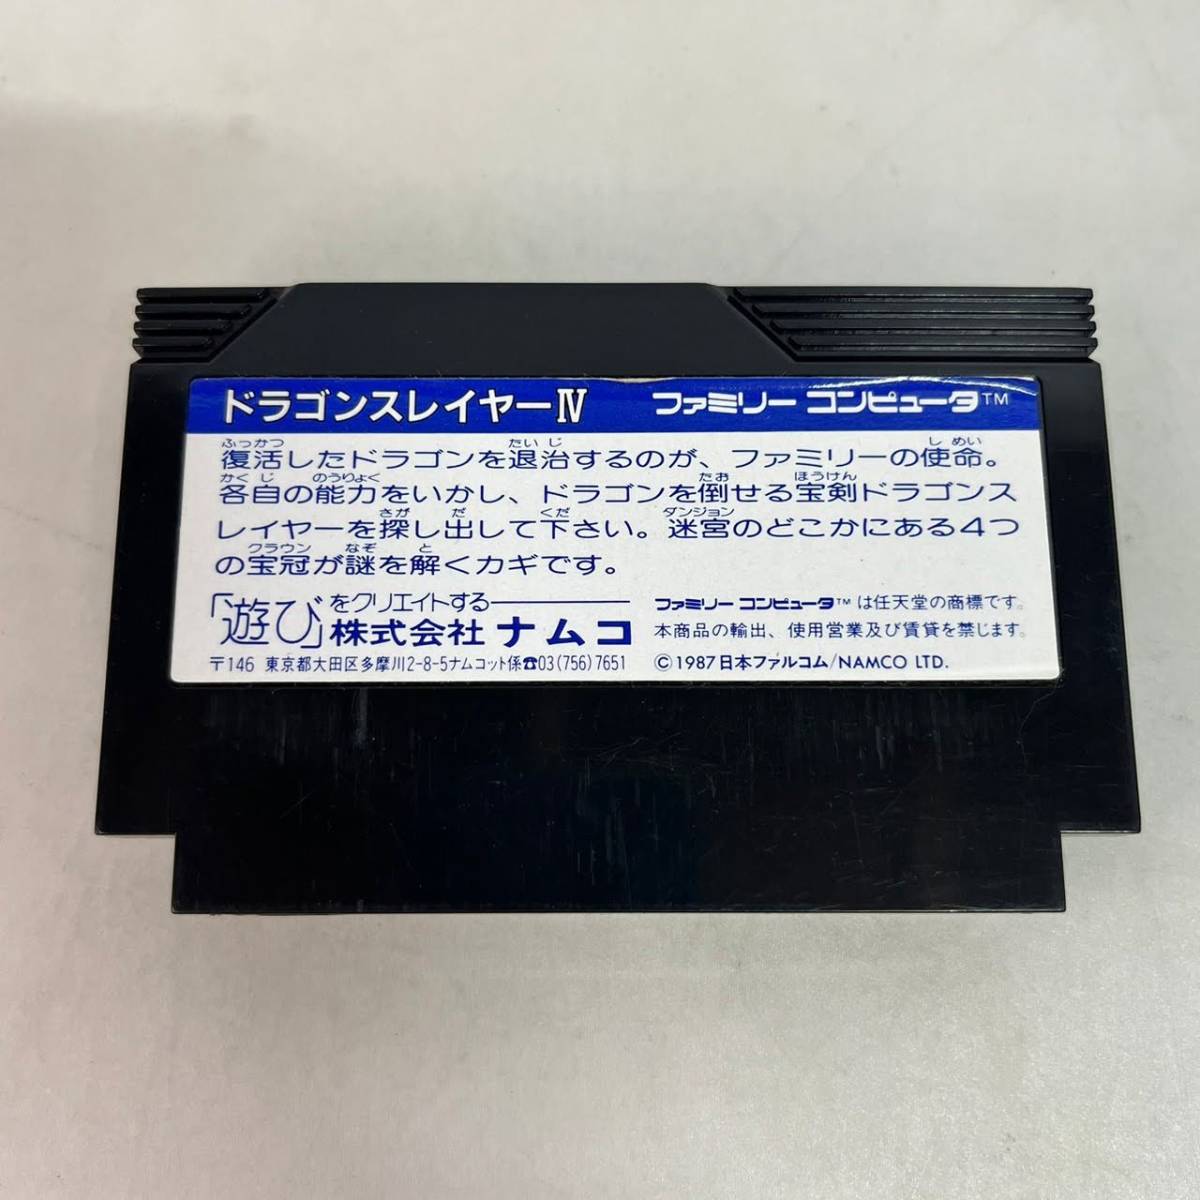 ドラゴンスレイヤーⅣ ファミリー コンピュータ™
ふっかつ たいじ しめい
復活したドラゴンを退治するのが、ファミリーの使命。
かくじ のうりょく たお ほうけん
各自の能力をいかし、ドラゴンを倒せる宝剣ドラゴンス
さが だ くだ ダンジョン
レイヤーを探し出して下さい。迷宮のどこかにある4つ
クラウン なぞ と
の宝冠が謎を解くカギです。
「遊び」をクリエイトする━━━
株式会社 ナムコ
〒146 東京都大田区多摩川2-8-5ナムコット係☎03(756)7651
ファミリー コンピュータ™は任天堂の商標です。
本商品の輸出、使用営業及び賃貸を禁じます。
©1987 日本ファルコム/NAMCO LTD.